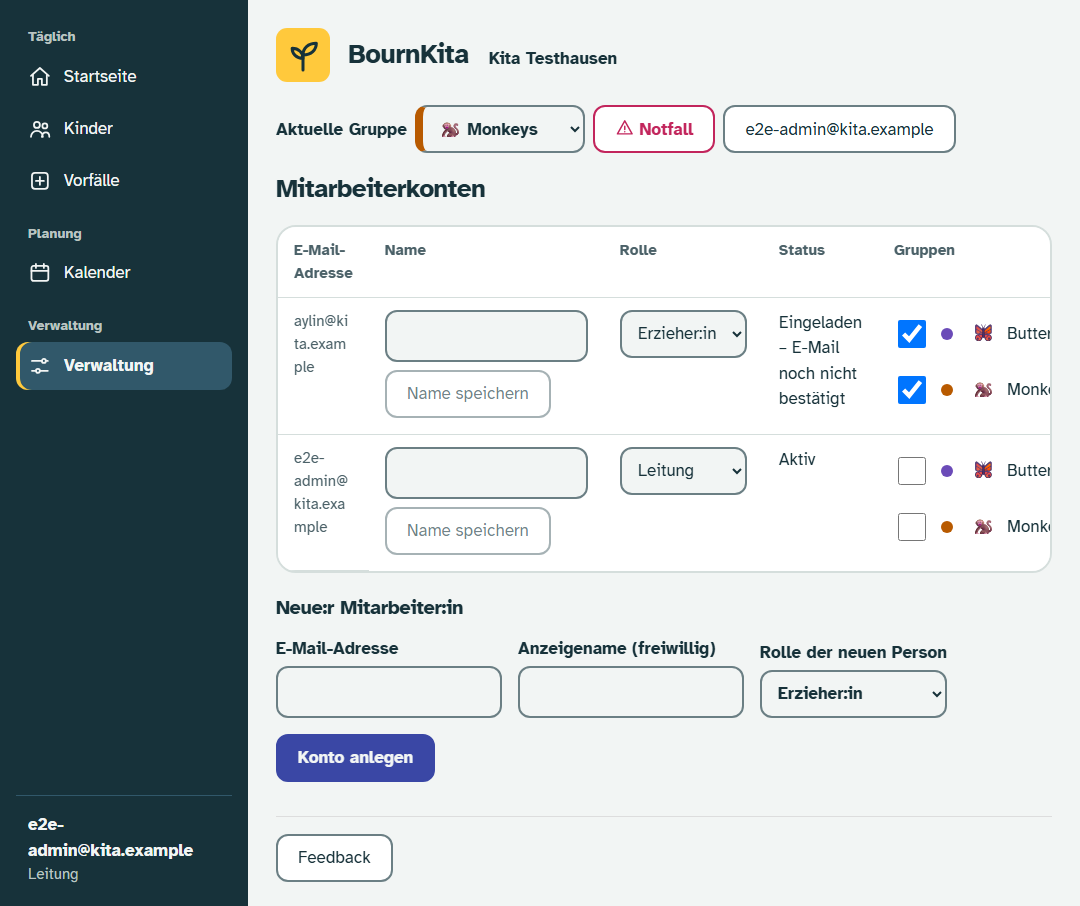 Täglich
Startseite
Kinder
Vorfälle
Planung
Kalender
Verwaltung
Verwaltung
e2e-
admin@kita.example
Leitung
BournKita
Kita Testhausen
Aktuelle Gruppe
Monkeys
Notfall
e2e-admin@kita.example
Mitarbeiterkonten
E-Mail-
Adresse
Name
Rolle
Status
Gruppen
aylin@ki
ta.exam
ple
Name speichern
Erzieher:in
Eingeladen
– E-Mail
noch nicht
bestätigt
Butter
Monke
e2e-
admin@
kita.exa
mple
Name speichern
Leitung
Aktiv
Butter
Monke
Neue:r Mitarbeiter:in
E-Mail-Adresse
Anzeigename (freiwillig)
Rolle der neuen Person
Erzieher:in
Konto anlegen
Feedback